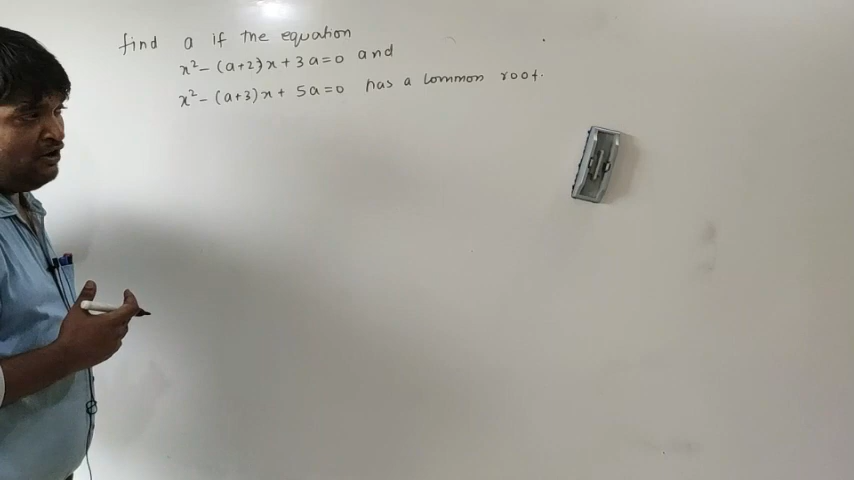 find a if the equation
x² - (a+2)x + 3a = 0 and
x² - (a+3)x + 5a = 0 has a common root.